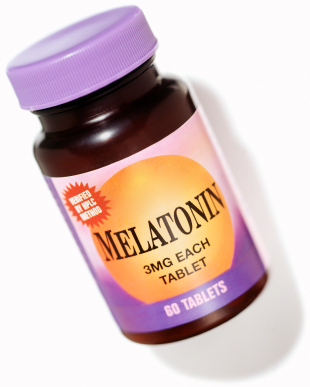 VERIFIED
BY HPLC
METHOD
MELATONIN
3MG EACH
TABLET
60 TABLETS